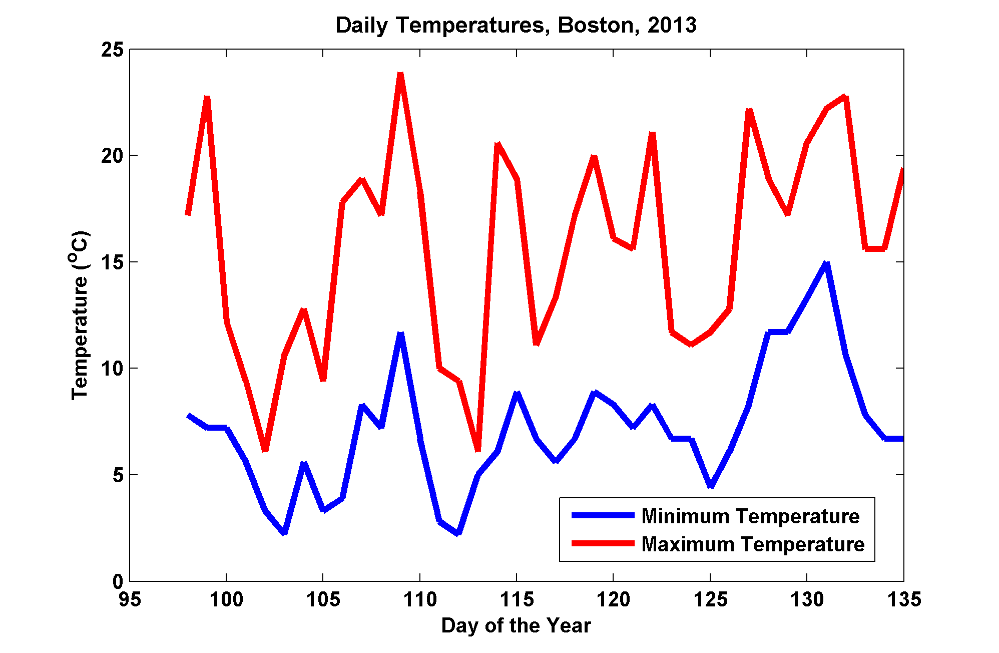 Daily Temperatures, Boston, 2013
25
20
15
10
5
0
Temperature (ºC)
95 100 105 110 115 120 125 130 135
Day of the Year
Minimum Temperature
Maximum Temperature